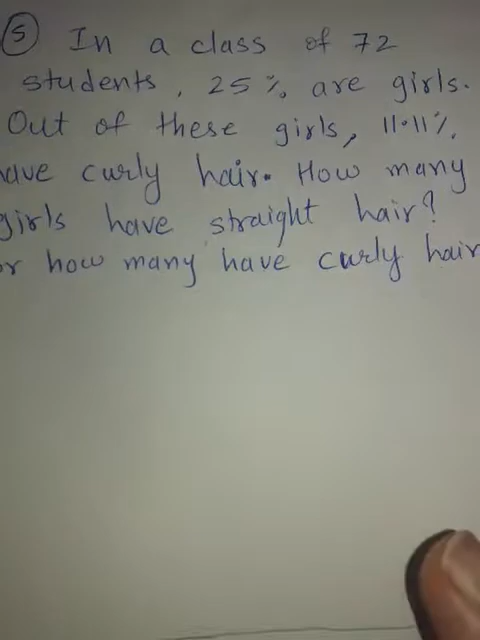 (5) In a class of 72
students, 25% are girls.
Out of these girls, 11.11%
have curly hair. How many
girls have straight hair?
or how many have curly hair